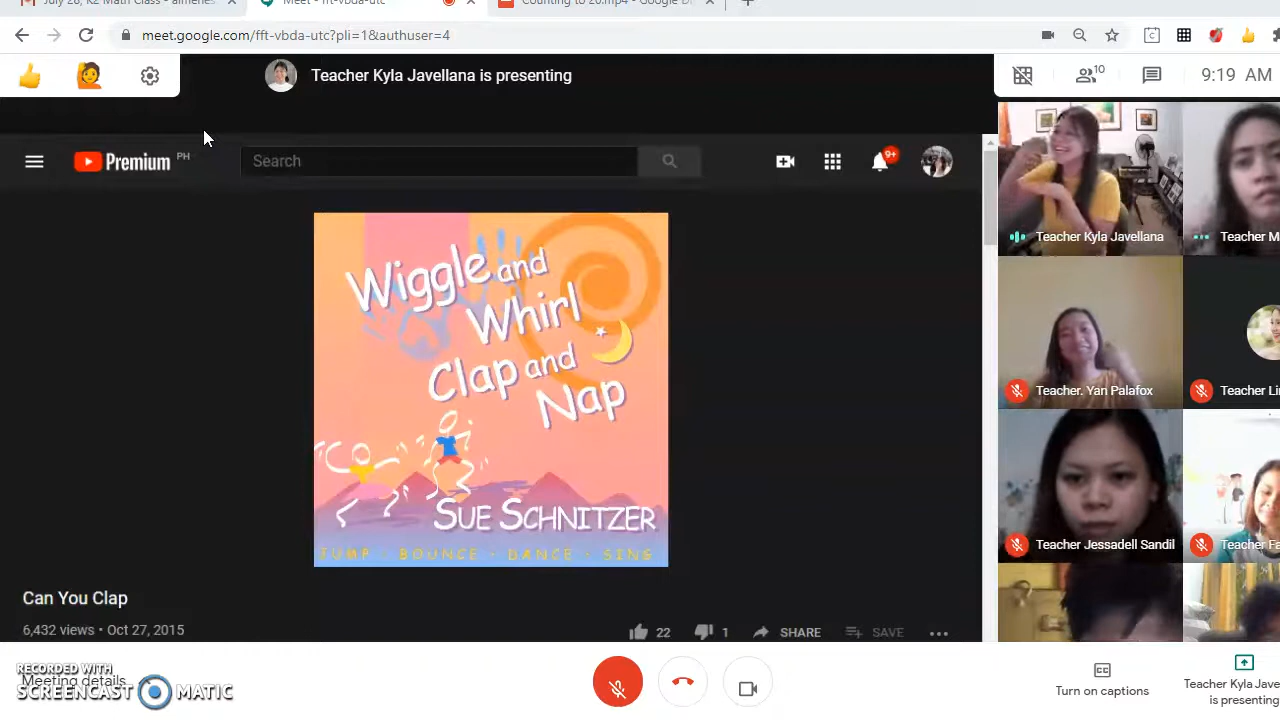 July 28, K2 Math Class - aimenes
Meet - fft-vbda-utc
Counting to 20.mp4 - Google D
meet.google.com/fft-vbda-utc?pli=1&authuser=4
Teacher Kyla Javellana is presenting
10
9:19 AM
Premium PH
Search
9+
Wiggle and
Whirl
Clap and
Nap
SUE SCHNITZER
JUMP - BOUNCE - DANCE - SING
Teacher Kyla Javellana
Teacher M
Teacher. Yan Palafox
Teacher Li
Teacher Jessadell Sandil
Teacher Fa
Can You Clap
6,432 views • Oct 27, 2015
22
1
SHARE
SAVE
RECORDED WITH
Meeting details
SCREENCAST MATIC
Turn on captions
Teacher Kyla Jave
is presenting